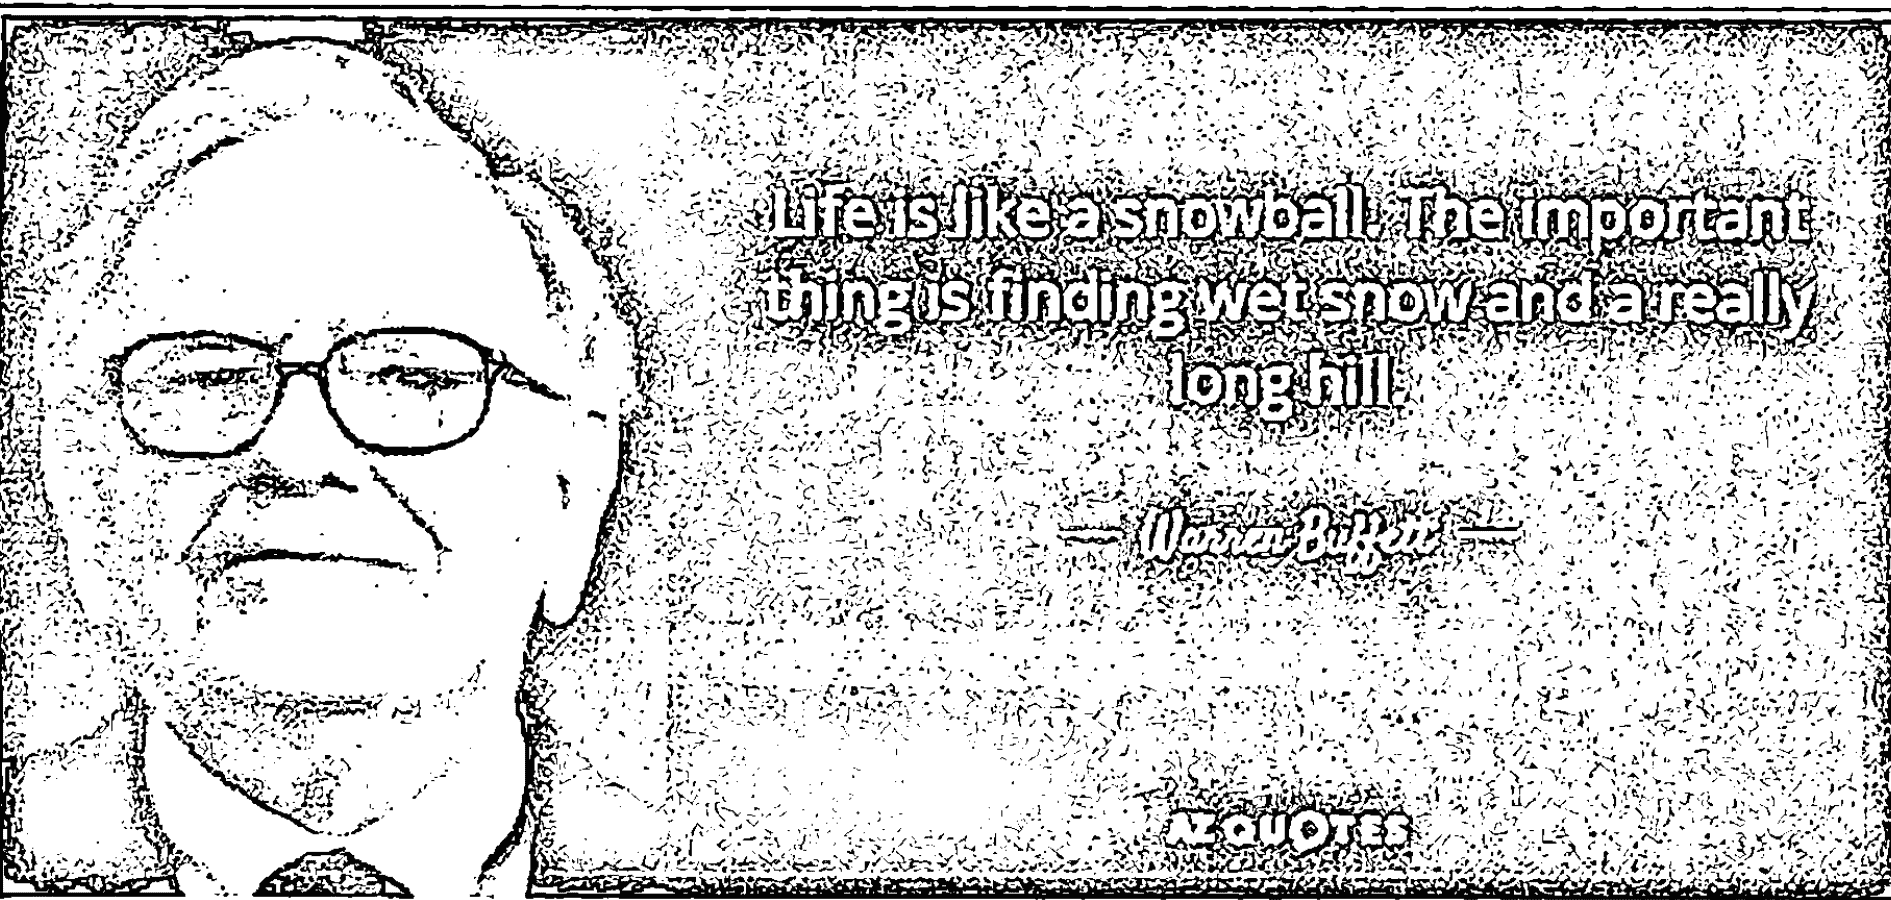 Life is like a snowball. The important
thing is finding wet snow and a really
long hill.
— Warren Buffett —
AZ QUOTES